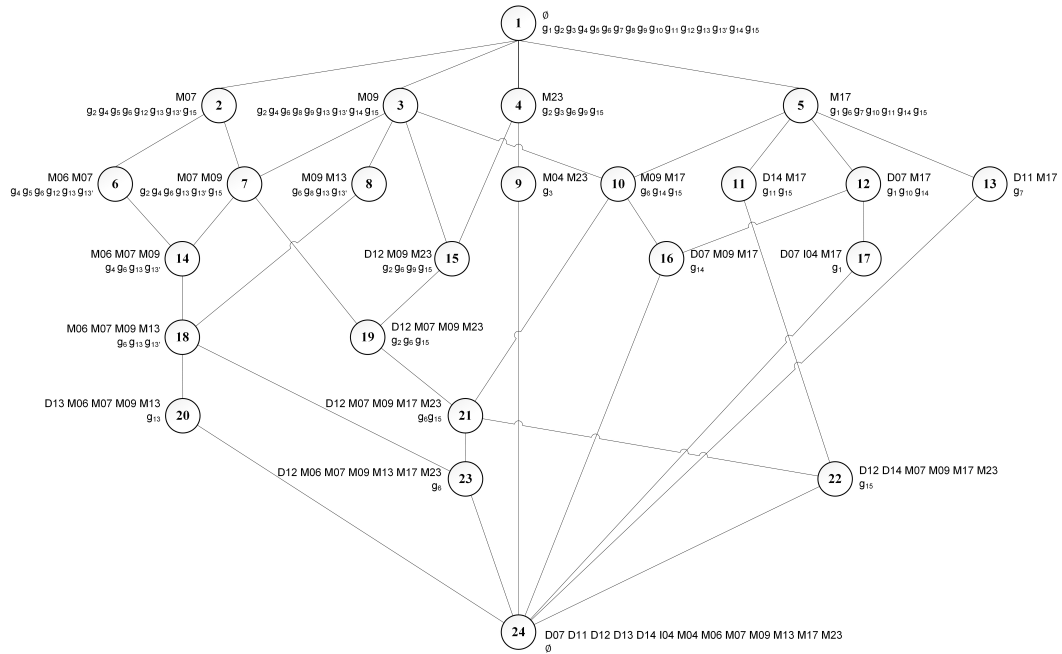 1
Ø
g1 g2 g3 g4 g5 g6 g7 g8 g9 g10 g11 g12 g13 g13' g14 g15
2
M07
g2 g4 g5 g6 g12 g13 g13' g15
3
M09
g2 g4 g6 g8 g9 g13 g13' g14 g15
4
M23
g2 g3 g6 g9 g15
5
M17
g1 g6 g7 g10 g11 g14 g15
6
M06 M07
g4 g5 g6 g12 g13 g13'
7
M07 M09
g2 g4 g6 g13 g13' g15
8
M09 M13
g6 g8 g13 g13'
9
M04 M23
g3
10
M09 M17
g6 g14 g15
11
D14 M17
g11 g15
12
D07 M17
g1 g10 g14
13
D11 M17
g7
14
M06 M07 M09
g4 g6 g13 g13'
15
D12 M09 M23
g2 g6 g9 g15
16
D07 M09 M17
g14
17
D07 I04 M17
g1
18
M06 M07 M09 M13
g6 g13 g13'
19
D12 M07 M09 M23
g2 g6 g15
20
D13 M06 M07 M09 M13
g13
21
D12 M07 M09 M17 M23
g6g15
22
D12 D14 M07 M09 M17 M23
g15
23
D12 M06 M07 M09 M13 M17 M23
g6
24
D07 D11 D12 D13 D14 I04 M04 M06 M07 M09 M13 M17 M23
Ø